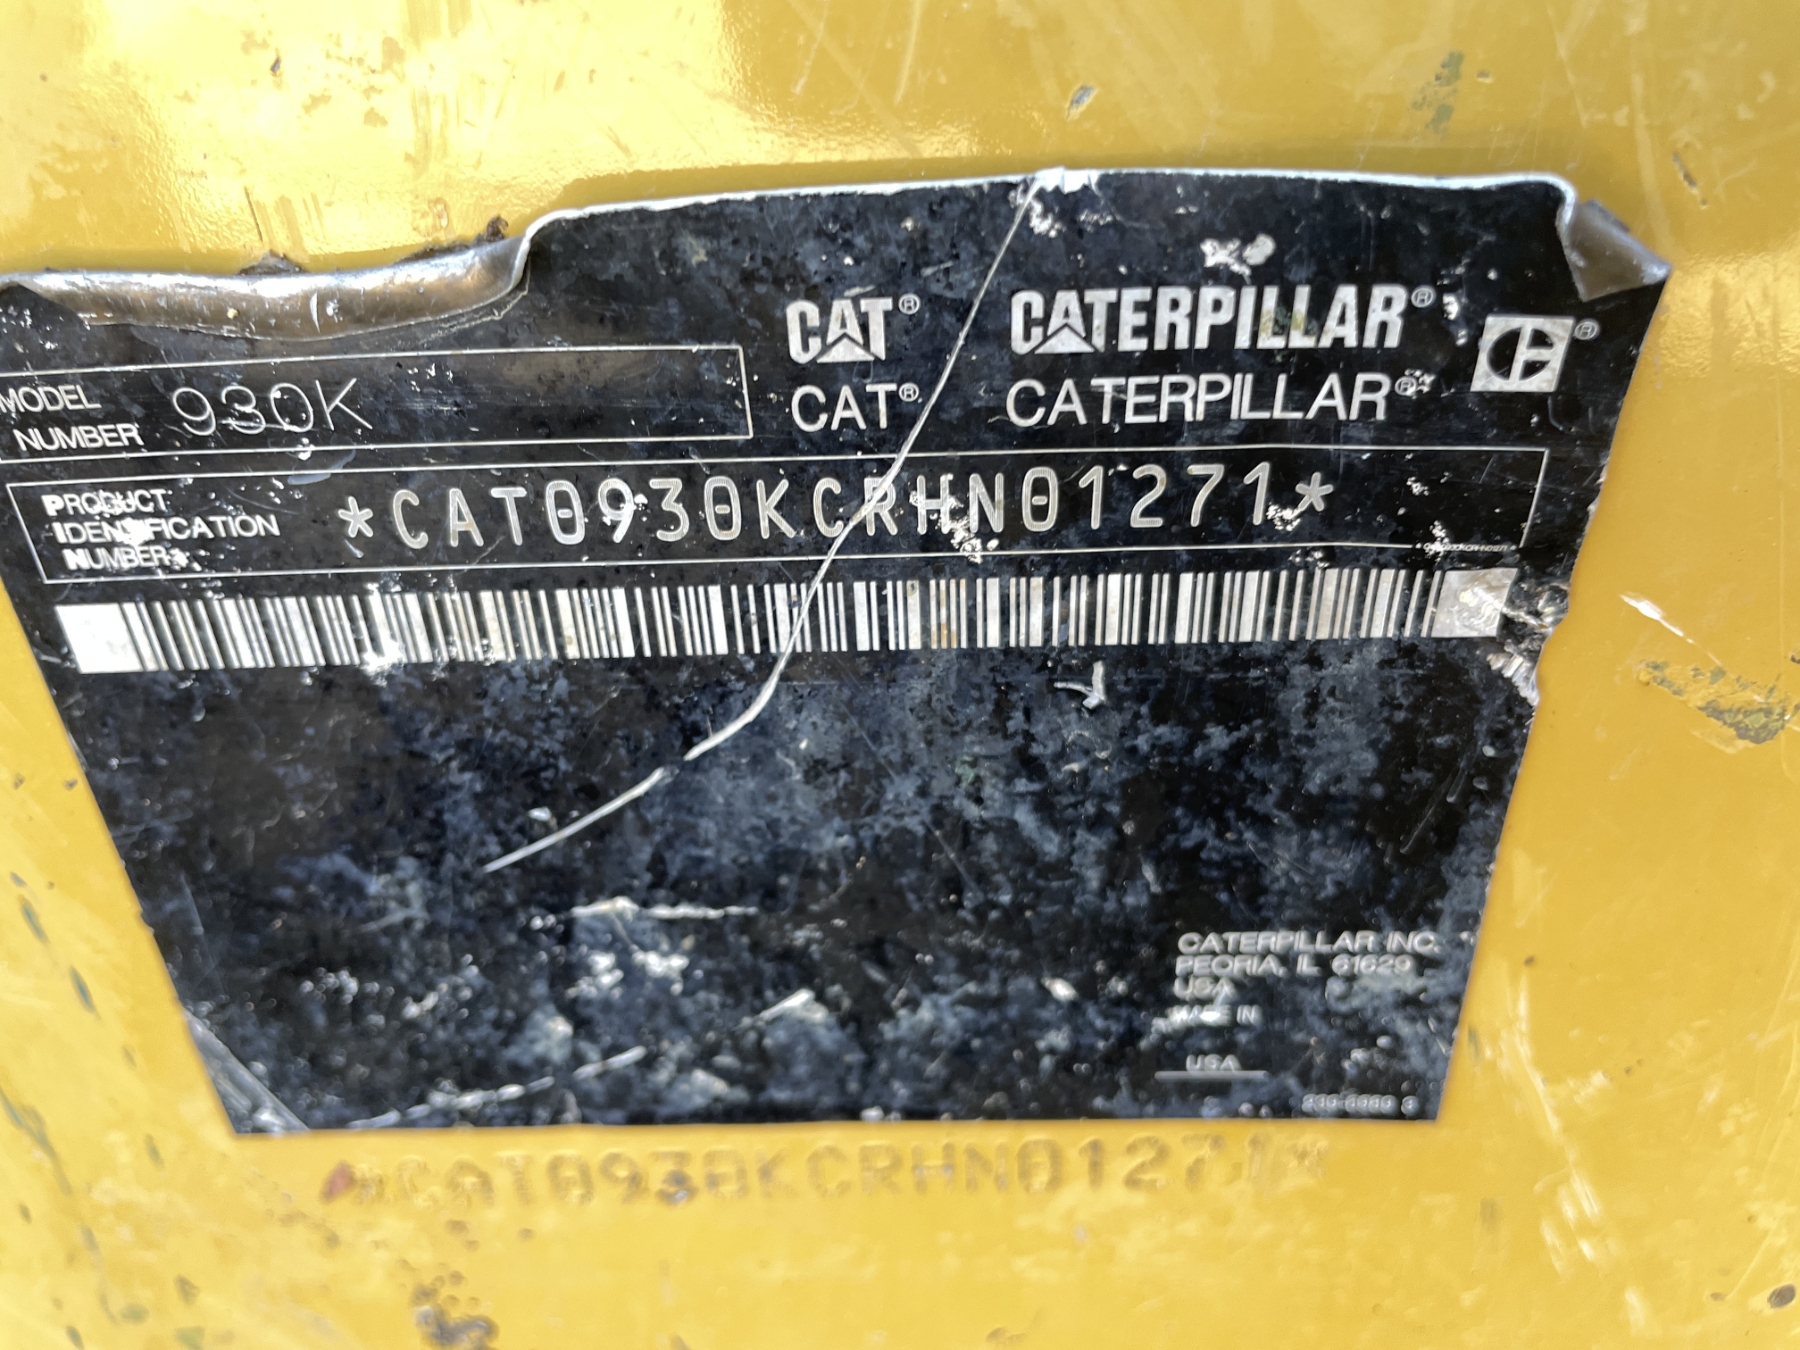 CAT® CATERPILLAR®
CAT® CATERPILLAR® ®
MODEL
NUMBER 930K
PRODUCT
IDENTIFICATION
NUMBER
*CAT0930KCRHN01271*
CATERPILLAR INC.
PEORIA, IL 61629
USA
MADE IN
USA
*CAT0930KCRHN01271*